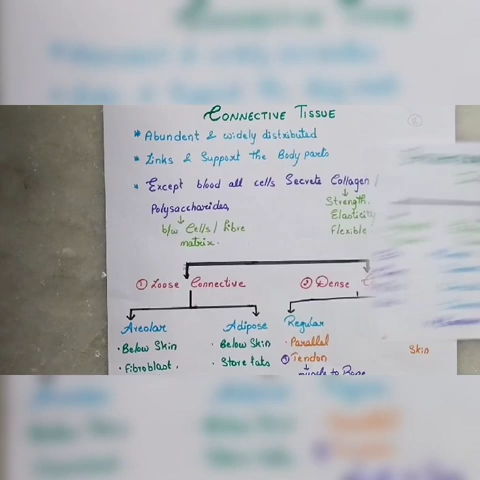 CONNECTIVE TISSUE
* Abundent & widely distributed
* Links & Support the Body parts
* Except blood all cells Secrete Collagen /
Polysaccharides
Strength,
Elasticity
Flexible
b/w Cells / fibre
matrix.
① Loose Connective
② Dense
Areolar
Adipose
Regular
• Below Skin
• Below Skin
• Parallel
• Fibroblast,
• Store fats
Tendon
Skin
muscle to Bone